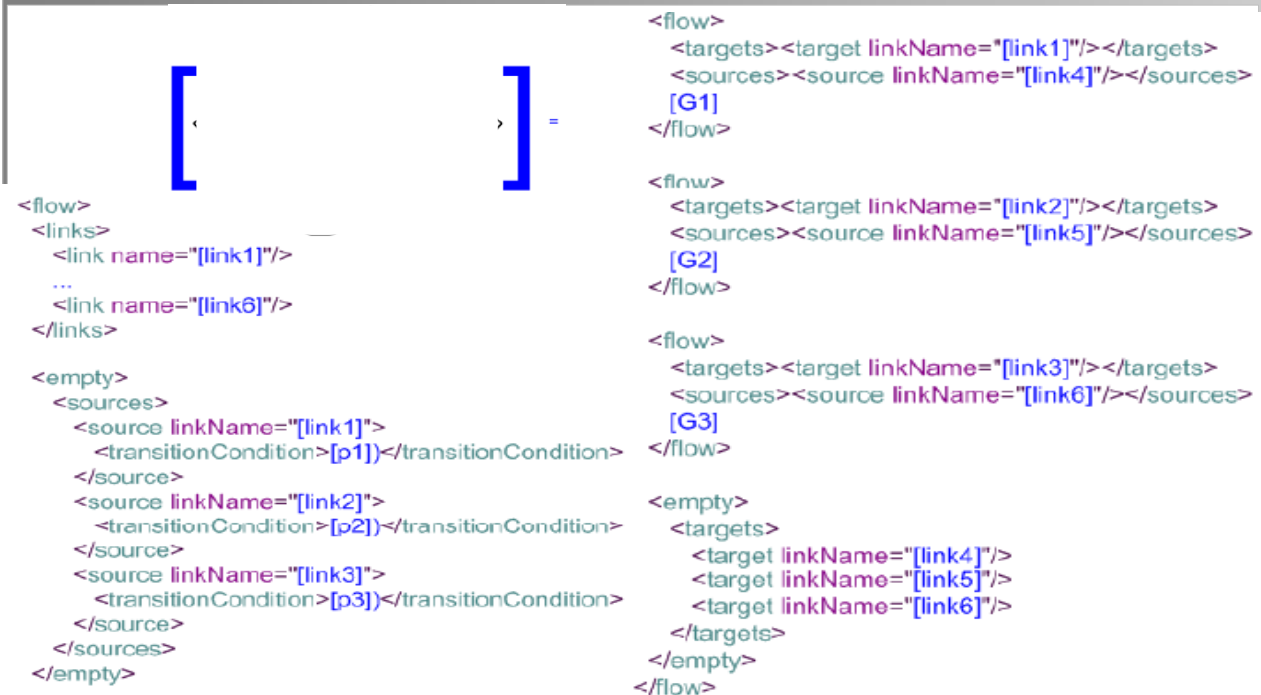 [‹ ›] =
<flow>
<links>
<link name="[link1]"/>
...
<link name="[link6]"/>
</links>
<empty>
<sources>
<source linkName="[link1]">
<transitionCondition>[p1])</transitionCondition>
</source>
<source linkName="[link2]">
<transitionCondition>[p2])</transitionCondition>
</source>
<source linkName="[link3]">
<transitionCondition>[p3])</transitionCondition>
</source>
</sources>
</empty>
<flow>
<targets><target linkName="[link1]"/></targets>
<sources><source linkName="[link4]"/></sources>
[G1]
</flow>
<flow>
<targets><target linkName="[link2]"/></targets>
<sources><source linkName="[link5]"/></sources>
[G2]
</flow>
<flow>
<targets><target linkName="[link3]"/></targets>
<sources><source linkName="[link6]"/></sources>
[G3]
</flow>
<empty>
<targets>
<target linkName="[link4]"/>
<target linkName="[link5]"/>
<target linkName="[link6]"/>
</targets>
</empty>
</flow>